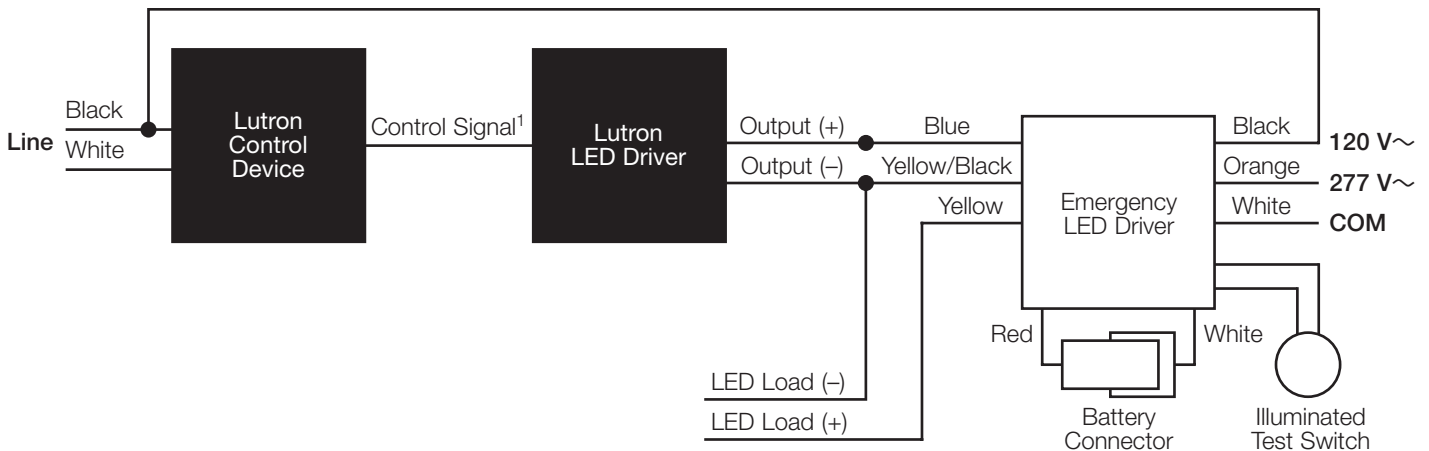 Line
Black
White
Lutron
Control
Device
Control Signal1
Lutron
LED Driver
Output (+)
Output (–)
Blue
Yellow/Black
Yellow
Emergency
LED Driver
Black
Orange
White
120 V~
277 V~
COM
Red
White
LED Load (–)
LED Load (+)
Battery
Connector
Illuminated
Test Switch